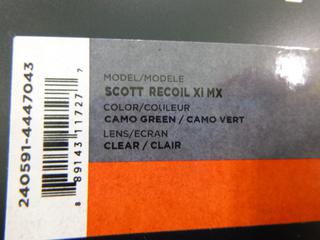 MODEL/MODELE
SCOTT RECOIL Xi MX
COLOR/COULEUR
CAMO GREEN / CAMO VERT
LENS/ECRAN
CLEAR / CLAIR
240591-4447043
8 89143 11727 7